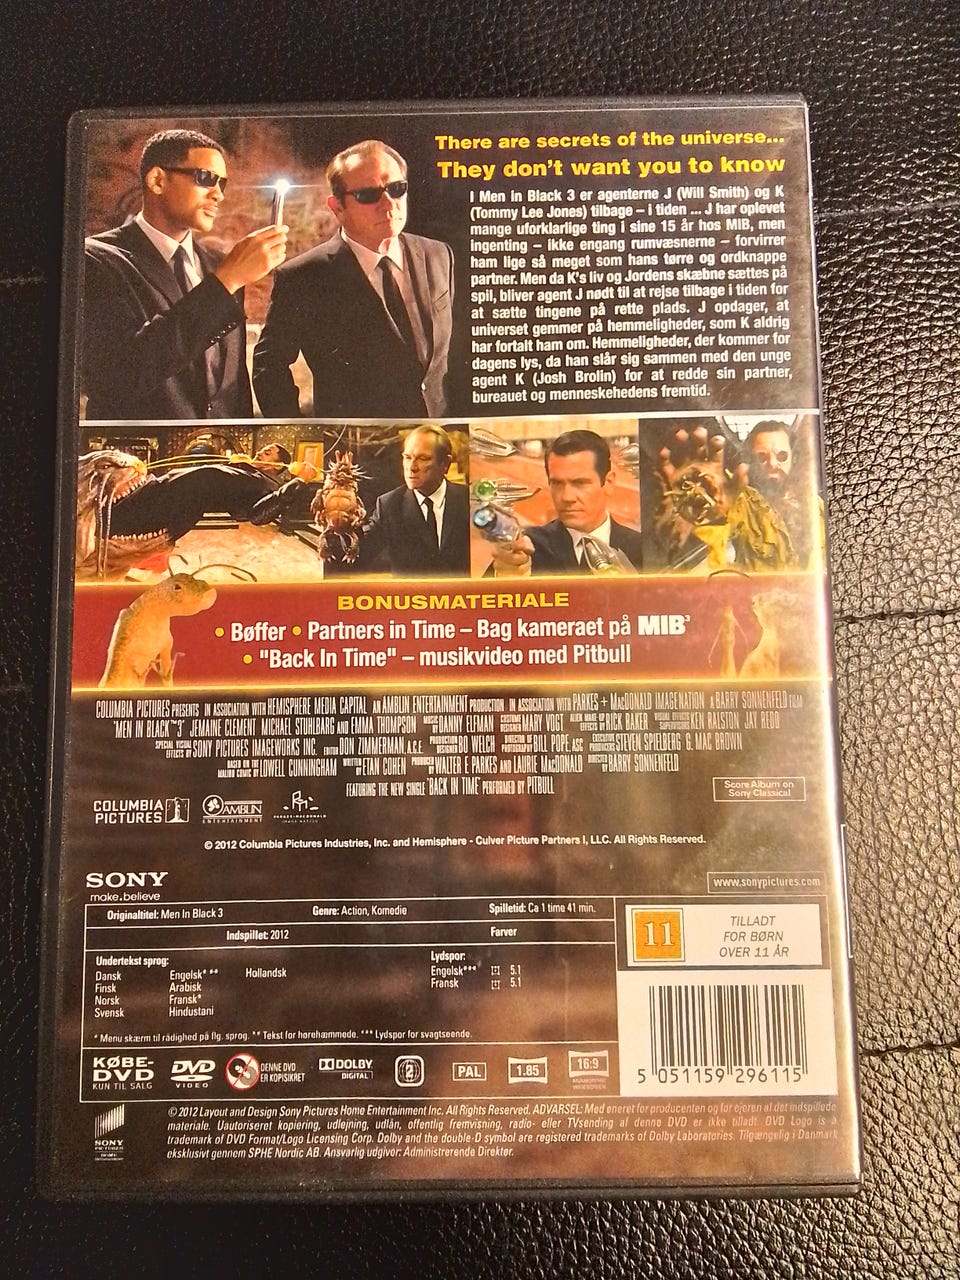 There are secrets of the universe...
They don't want you to know
I Men in Black 3 er agenterne J (Will Smith) og K
(Tommy Lee Jones) tilbage – i tiden ... J har oplevet
mange uforklarlige ting i sine 15 år hos MIB, men
ingenting – ikke engang rumvæsnerne – forvirrer
ham lige så meget som hans tørre og ordknappe
partner. Men da K's liv og Jordens skæbne sættes på
spil, bliver agent J nødt til at rejse tilbage i tiden for
at sætte tingene på rette plads. J opdager, at
universet gemmer på hemmeligheder, som K aldrig
har fortalt ham om. Hemmeligheder, der kommer for
dagens lys, da han slår sig sammen med den unge
agent K (Josh Brolin) for at redde sin partner,
bureauet og menneskehedens fremtid.
BONUSMATERIALE
• Bøffer • Partners in Time – Bag kameraet på MIB³
• "Back In Time" – musikvideo med Pitbull
COLUMBIA PICTURES PRESENTS IN ASSOCIATION WITH HEMISPHERE MEDIA CAPITAL AN AMBLIN ENTERTAINMENT PRODUCTION IN ASSOCIATION WITH PARKES + MACDONALD IMAGENATION A BARRY SONNENFELD FILM
"MEN IN BLACK™ 3" JEMAINE CLEMENT MICHAEL STUHLBARG AND EMMA THOMPSON MUSIC BY DANNY ELFMAN COSTUME DESIGNER MARY VOGT ALIEN MAKE-UP EFFECTS BY RICK BAKER VISUAL EFFECTS SUPERVISORS KEN RALSTON JAY REDD
SPECIAL VISUAL EFFECTS BY SONY PICTURES IMAGEWORKS INC. EDITOR DON ZIMMERMAN A.C.E. PRODUCTION DESIGNER BO WELCH DIRECTOR OF PHOTOGRAPHY BILL POPE ASC EXECUTIVE PRODUCERS STEVEN SPIELBERG G. MAC BROWN
BASED ON THE MALIBU COMIC BY LOWELL CUNNINGHAM WRITTEN BY ETAN COHEN PRODUCED BY WALTER F. PARKES AND LAURIE MACDONALD DIRECTED BY BARRY SONNENFELD
FEATURING THE NEW SINGLE "BACK IN TIME" PERFORMED BY PITBULL
Score Album on
Sony Classical
COLUMBIA
PICTURES
AMBLIN
ENTERTAINMENT
PARKES+MACDONALD
IMAGE NATION
© 2012 Columbia Pictures Industries, Inc. and Hemisphere - Culver Picture Partners I, LLC. All Rights Reserved.
SONY
make.believe
www.sonypictures.com
Originaltitel: Men In Black 3 Genre: Action, Komedie Spilletid: Ca 1 time 41 min.
Indspillet: 2012 Farver
Undertekst sprog:
Dansk Engelsk* ** Hollandsk
Finsk Arabisk
Norsk Fransk*
Svensk Hindustani
Lydspor:
Engelsk*** 5.1
Fransk 5.1
* Menu skærm til rådighed på flg. sprog. ** Tekst for hørehæmmede. *** Lydspor for svagtseende.
11
TILLADT
FOR BØRN
OVER 11 ÅR
5 051159 296115
KØBE-
DVD
KUN TIL SALG
DVD
VIDEO
DENNE DVD
ER KOPISIKRET
DOLBY
DIGITAL
2
PAL
1.85
16:9
ANAMORPHIC
WIDESCREEN
SONY
PICTURES
© 2012 Layout and Design Sony Pictures Home Entertainment Inc. All Rights Reserved. ADVARSEL: Med eneret for producenten og for ejeren af det indspillede
materiale. Uautoriseret kopiering, udlejning, udlån, offentlig fremvisning, radio- eller TVsending af denne DVD er ikke tilladt. DVD Logo is a
trademark of DVD Format/Logo Licensing Corp. Dolby and the double-D symbol are registered trademarks of Dolby Laboratories. Tilgængelig i Danmark
eksklusivt gennem SPHE Nordic AB. Ansvarlig udgiver: Administrerende Direktør.